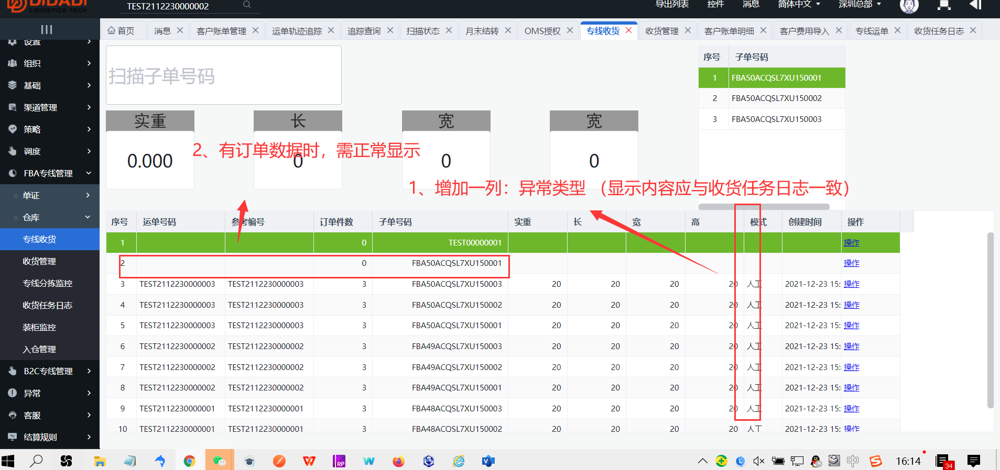 DIDADI
LOGISTICS TECH
TEST2112230000002
导出列表 控件 消息 简体中文 深圳总部
首页 消息 客户账单管理 运单轨迹追踪 追踪查询 扫描状态 月末结转 OMS授权 专线收货 收货管理 客户账单明细 客户费用导入 专线运单 收货任务日志
设置
组织
基础
渠道管理
策略
调度
FBA专线管理
单证
仓库
专线收货
收货管理
专线分拣监控
收货任务日志
装柜监控
入仓管理
B2C专线管理
异常
客服
结算规则
扫描子单号码
实重 长 宽 宽
0.000 0 0 0
2、有订单数据时，需正常显示
1、增加一列：异常类型 （显示内容应与收货任务日志一致）
序号 子单号码
1 FBA50ACQSL7XU150001
2 FBA50ACQSL7XU150002
3 FBA50ACQSL7XU150003
序号 运单号码 参考编号 订单件数 子单号码 实重 长 宽 高 模式 创建时间 操作
1 0 TEST00000001 操作
2 0 FBA50ACQSL7XU150001 操作
3 TEST2112230000003 TEST2112230000003 3 FBA50ACQSL7XU150003 20 20 20 20 人工 2021-12-23 15: 操作
4 TEST2112230000003 TEST2112230000003 3 FBA50ACQSL7XU150002 20 20 20 20 人工 2021-12-23 15: 操作
5 TEST2112230000003 TEST2112230000003 3 FBA50ACQSL7XU150001 20 20 20 20 人工 2021-12-23 15: 操作
6 TEST2112230000002 TEST2112230000002 3 FBA49ACQSL7XU150003 20 20 20 20 人工 2021-12-23 15: 操作
7 TEST2112230000002 TEST2112230000002 3 FBA49ACQSL7XU150002 20 20 20 20 人工 2021-12-23 15: 操作
8 TEST2112230000002 TEST2112230000002 3 FBA49ACQSL7XU150001 20 20 20 20 人工 2021-12-23 15: 操作
9 TEST2112230000001 TEST2112230000001 3 FBA48ACQSL7XU150003 20 20 20 20 人工 2021-12-23 15: 操作
10 TEST2112230000001 TEST2112230000001 3 FBA48ACQSL7XU150002 20 20 20 20 人工 2021-12-23 15: 操作
RP
中
16:14
34